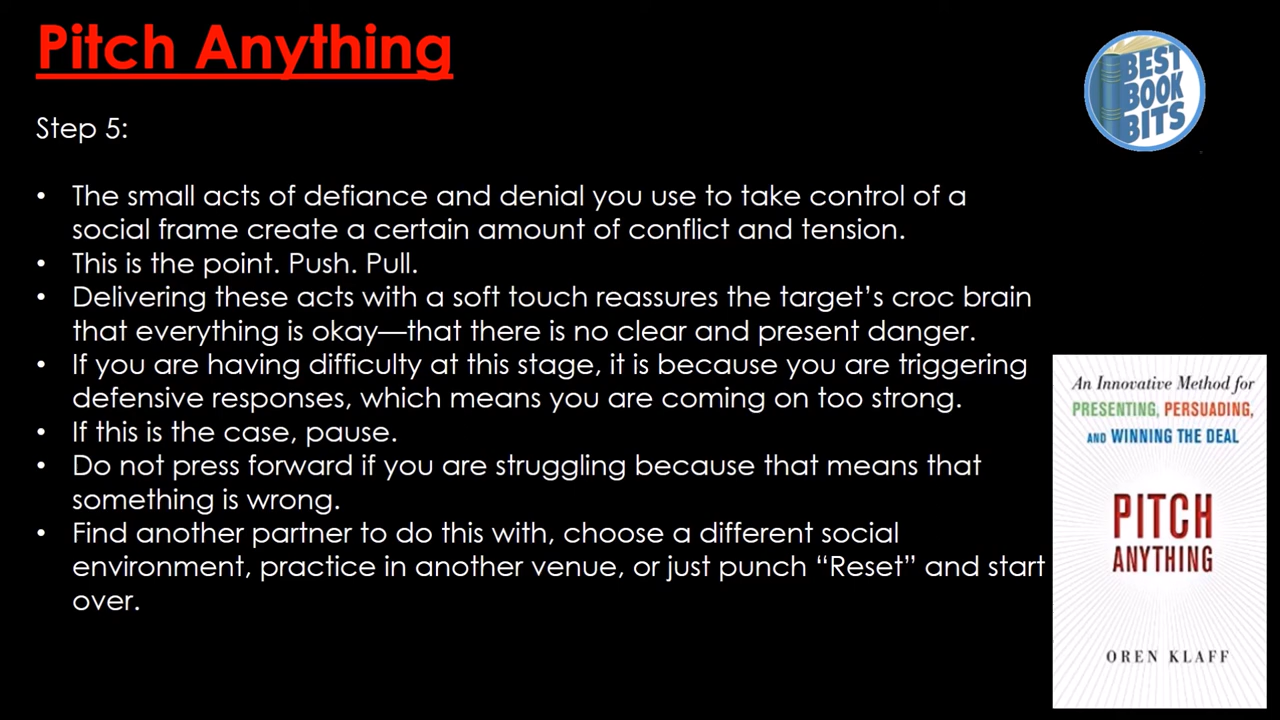 Pitch Anything
BEST
BOOK
BITS
Step 5:
• The small acts of defiance and denial you use to take control of a
social frame create a certain amount of conflict and tension.
• This is the point. Push. Pull.
• Delivering these acts with a soft touch reassures the target’s croc brain
that everything is okay—that there is no clear and present danger.
• If you are having difficulty at this stage, it is because you are triggering
defensive responses, which means you are coming on too strong.
• If this is the case, pause.
• Do not press forward if you are struggling because that means that
something is wrong.
• Find another partner to do this with, choose a different social
environment, practice in another venue, or just punch “Reset” and start
over.
An Innovative Method for
PRESENTING, PERSUADING,
AND WINNING THE DEAL
PITCH
ANYTHING
OREN KLAFF